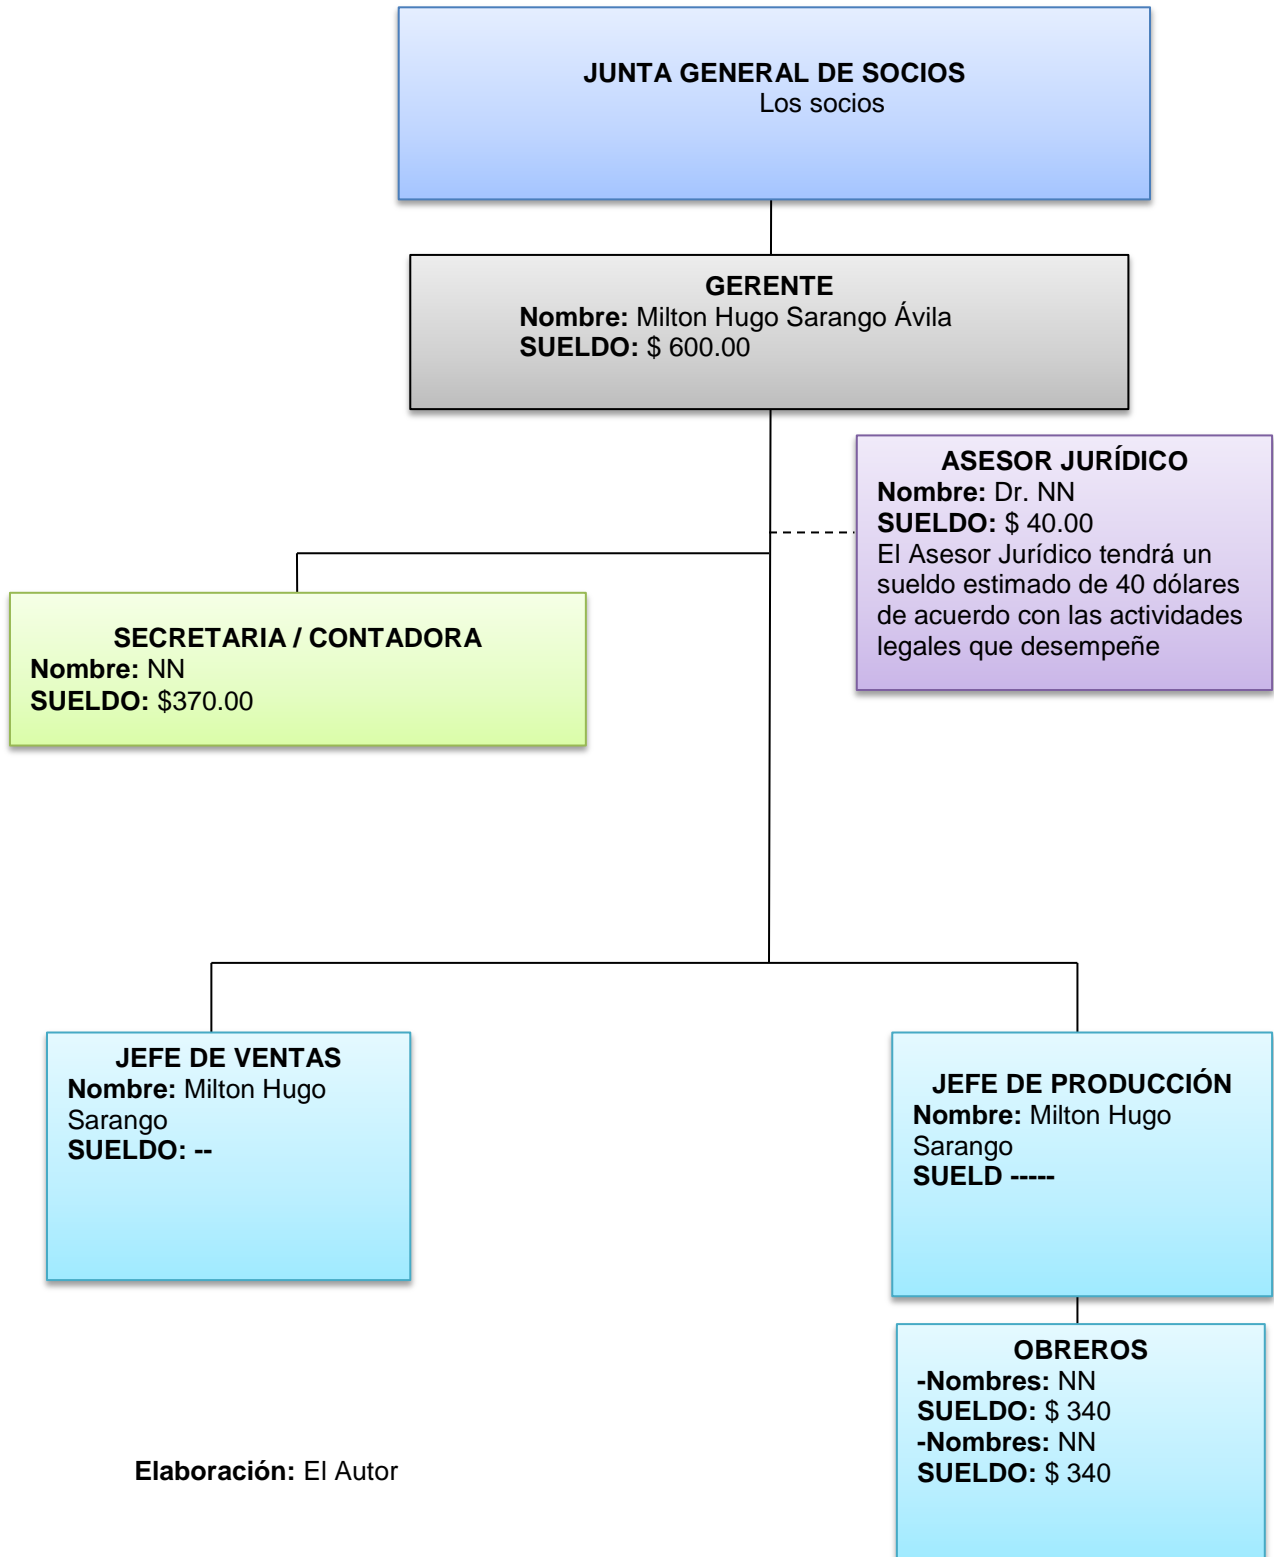 JUNTA GENERAL DE SOCIOS
Los socios
GERENTE
Nombre: Milton Hugo Sarango Ávila
SUELDO: $ 600.00
ASESOR JURÍDICO
Nombre: Dr. NN
SUELDO: $ 40.00
El Asesor Jurídico tendrá un
sueldo estimado de 40 dólares
de acuerdo con las actividades
legales que desempeñe
SECRETARIA / CONTADORA
Nombre: NN
SUELDO: $370.00
JEFE DE VENTAS
Nombre: Milton Hugo
Sarango
SUELDO: --
JEFE DE PRODUCCIÓN
Nombre: Milton Hugo
Sarango
SUELD -----
OBREROS
-Nombres: NN
SUELDO: $ 340
-Nombres: NN
SUELDO: $ 340
Elaboración: El Autor